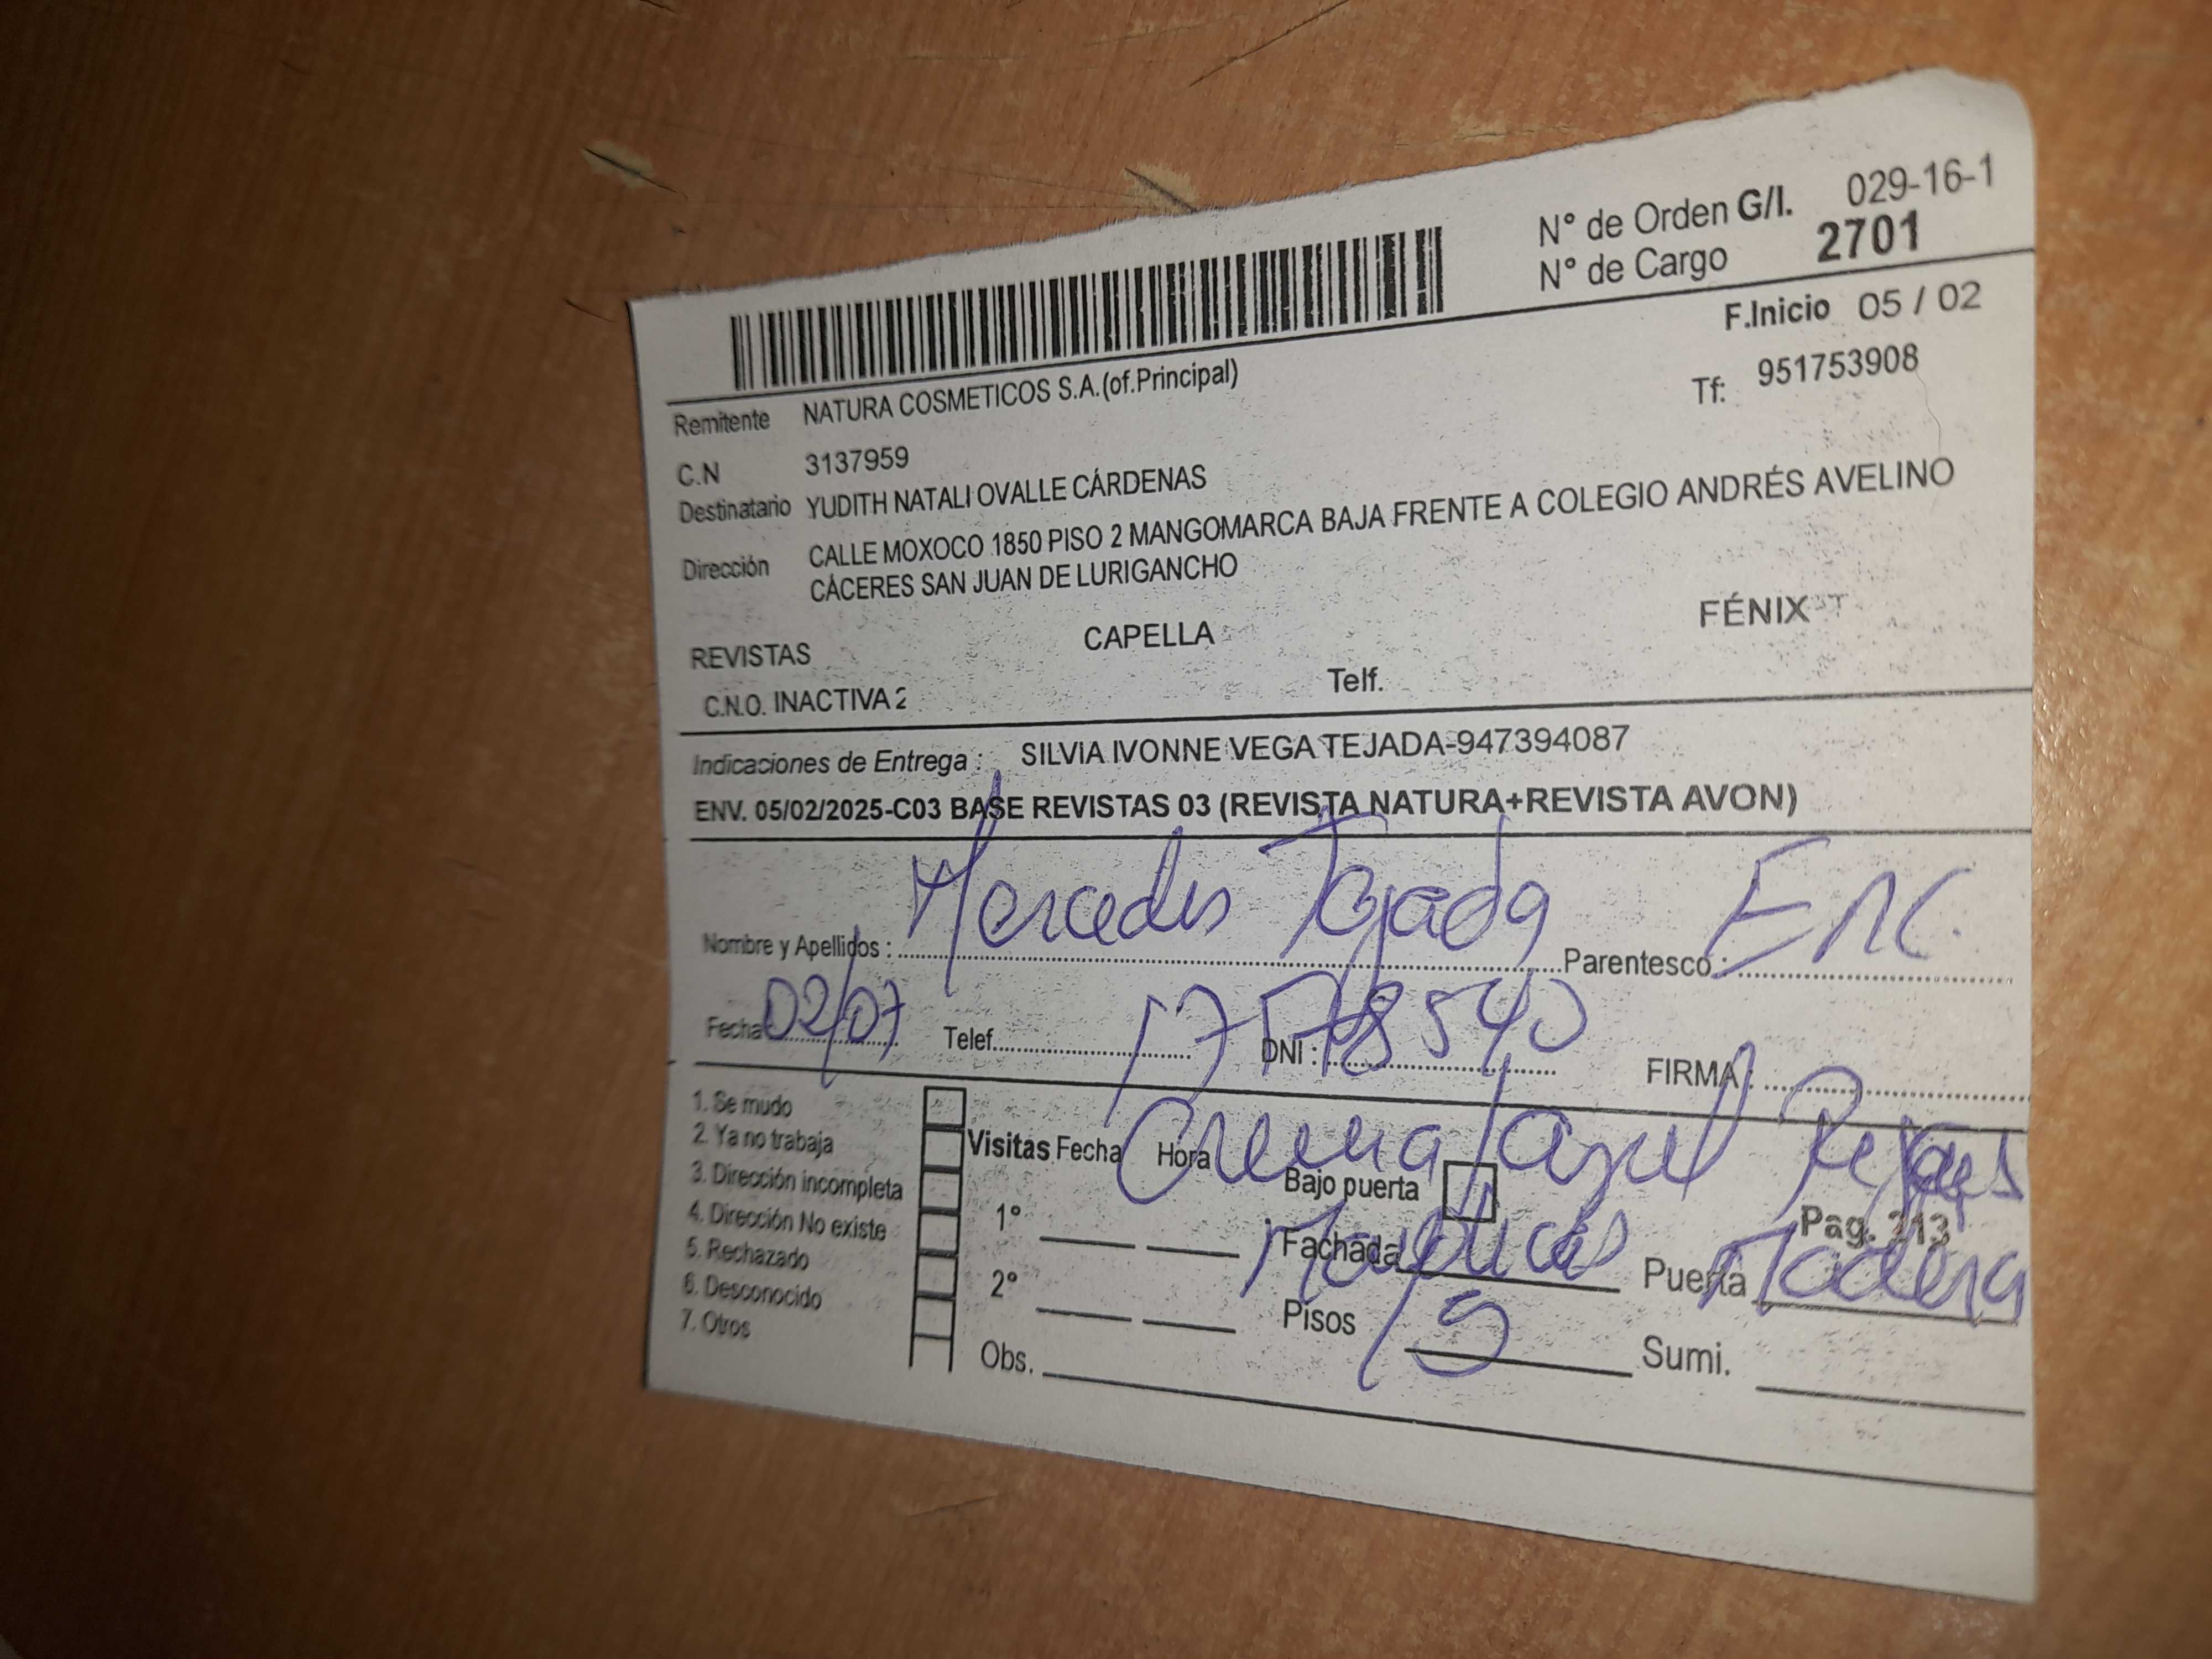 N° de Orden G/I. 029-16-1
N° de Cargo 2701
F.Inicio 05 / 02
Remitente NATURA COSMETICOS S.A.(of.Principal)
Tf: 951753908
C.N 3137959
Destinatario YUDITH NATALI OVALLE CÁRDENAS
Dirección CALLE MOXOCO 1850 PISO 2 MANGOMARCA BAJA FRENTE A COLEGIO ANDRÉS AVELINO
CÁCERES SAN JUAN DE LURIGANCHO
REVISTAS CAPELLA FÉNIX
C.N.O. INACTIVA 2 Telf.
Indicaciones de Entrega : SILVIA IVONNE VEGA TEJADA-947394087
ENV. 05/02/2025-C03 BASE REVISTAS 03 (REVISTA NATURA+REVISTA AVON)
Nombre y Apellidos : Mercedes Tejada Parentesco : Enc.
Fecha 02/07 Telef. DNI : FIRMA :
1. Se mudo
2. Ya no trabaja
3. Dirección incompleta
4. Dirección No existe
5. Rechazado
6. Desconocido
7. Otros
Visitas Fecha Hora Crema/azul Rejas
Bajo puerta
1° Fachada Mayolicas Puerta Madera
Pag. 313
2° Pisos Sumi.
Obs.